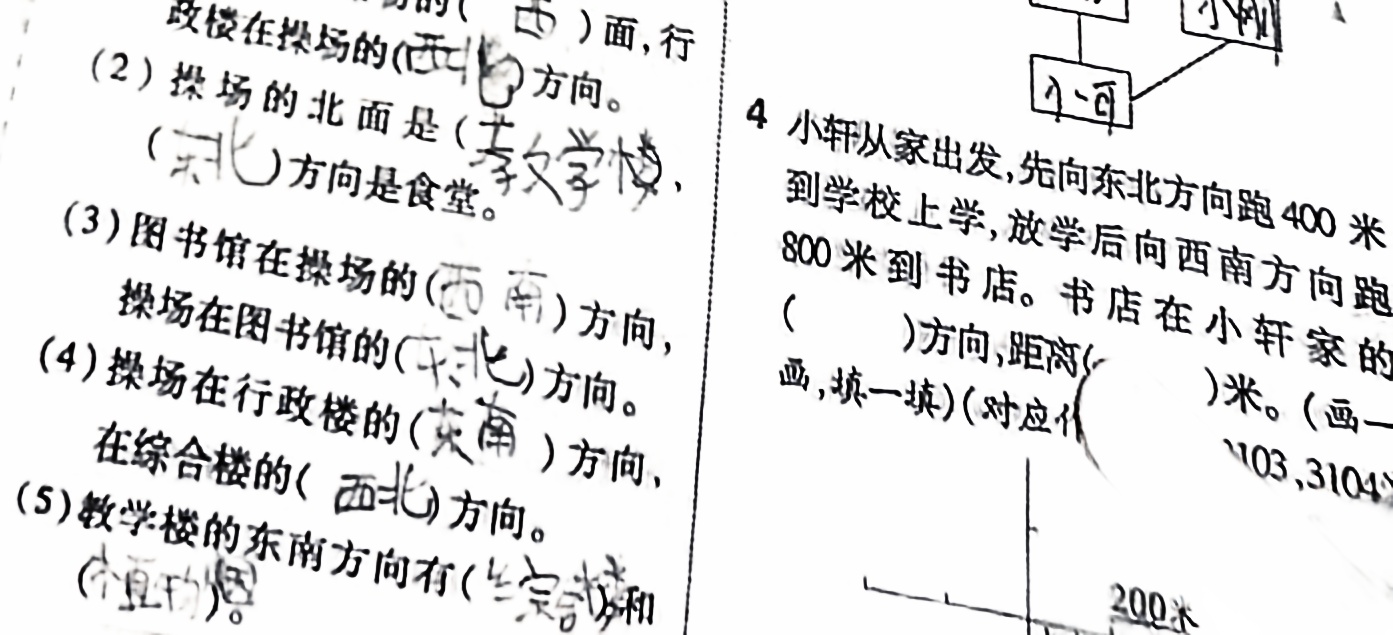 场的(西)面,行
政楼在操场的(西北)方向。
(2)操场的北面是(教学楼),
(东北)方向是食堂。
(3)图书馆在操场的(西南)方向,
操场在图书馆的(东北)方向。
(4)操场在行政楼的(东南)方向,
在综合楼的(西北)方向。
(5)教学楼的东南方向有(综合楼)和
(植物园)。
小刚
小可
4 小轩从家出发,先向东北方向跑400米
到学校上学,放学后向西南方向跑
800米到书店。书店在小轩家的
( )方向,距离( )米。(画一
画,填一填)(对应
103,3104
200米